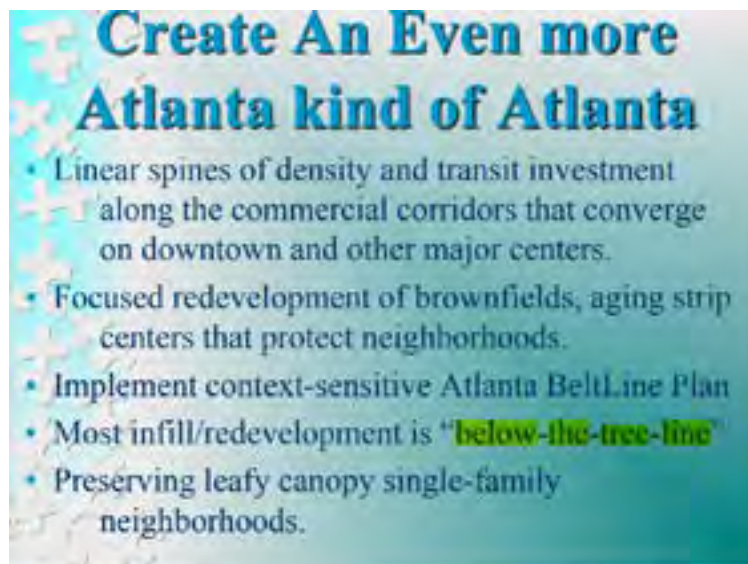 Create An Even more
Atlanta kind of Atlanta
• Linear spines of density and transit investment
along the commercial corridors that converge
on downtown and other major centers.
• Focused redevelopment of brownfields, aging strip
centers that protect neighborhoods.
• Implement context-sensitive Atlanta BeltLine Plan
• Most infill/redevelopment is “below-the-tree-line”
• Preserving leafy canopy single-family
neighborhoods.